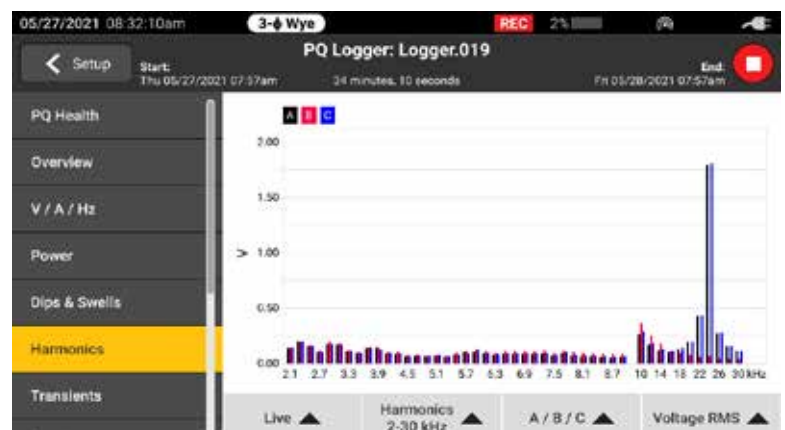 05/27/2021 08:32:10am 3-ϕ Wye REC 2%
Setup
PQ Logger: Logger.019
Start: End:
Thu 05/27/2021 07:57am 34 minutes, 10 seconds Fri 05/28/2021 07:57am
PQ Health
Overview
V / A / Hz
Power
Dips & Swells
Harmonics
Transients
A B C
2.00
1.50
V 1.00
0.50
0.00
2.1 2.7 3.3 3.9 4.5 5.1 5.7 6.3 6.9 7.5 8.1 8.7 10 14 18 22 26 30 kHz
Live Harmonics A / B / C Voltage RMS
2-30 kHz